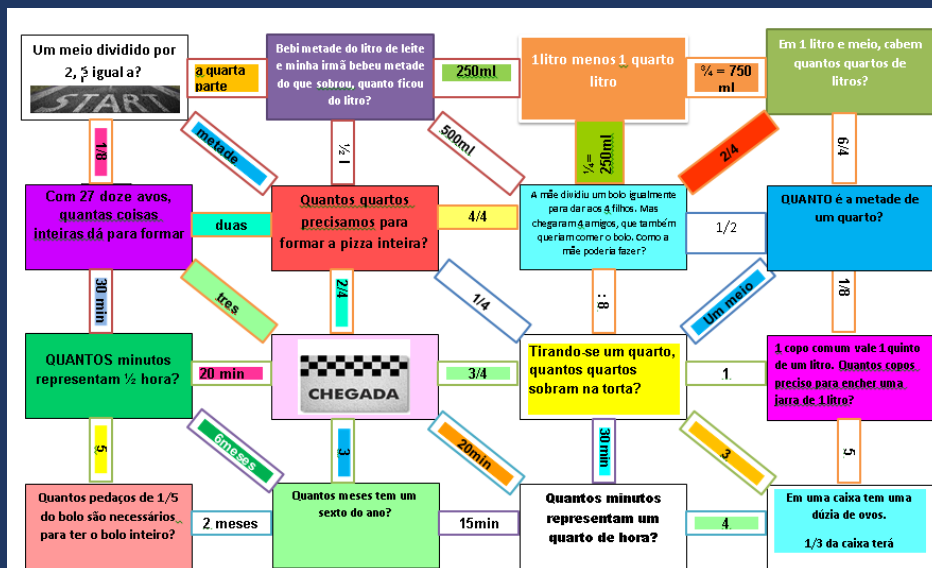 Um meio dividido por
2, é igual a?
START
a quarta
parte
Bebi metade do litro de leite
e minha irmã bebeu metade
do que sobrou, quanto ficou
do litro?
250ml
1litro menos 1 quarto
litro
¾ = 750
ml
Em 1 litro e meio, cabem
quantos quartos de
litros?
1/8
metade
½ l
500ml
¼=
250ml
2/4
6/4
Com 27 doze avos,
quantas coisas
inteiras dá para formar
duas
Quantos quartos
precisamos para
formar a pizza inteira?
4/4
A mãe dividiu um bolo igualmente
para dar aos 4 filhos. Mas
chegaram 4 amigos, que também
queriam comer o bolo. Como a
mãe poderia fazer?
1/2
QUANTO é a metade de
um quarto?
30 min
tres
2/4
1/4
: 8
Um meio
1/8
QUANTOS minutos
representam ½ hora?
20 min
CHEGADA
3/4
Tirando-se um quarto,
quantos quartos
sobram na torta?
1
1 copo comum vale 1 quinto
de um litro. Quantos copos
preciso para encher uma
jarra de 1 litro?
5
6meses
3
20min
30min
3
5
Quantos pedaços de 1/5
do bolo são necessários
para ter o bolo inteiro?
2 meses
Quantos meses tem um
sexto do ano?
15min
Quantos minutos
representam um
quarto de hora?
4
Em uma caixa tem uma
dúzia de ovos.
1/3 da caixa terá